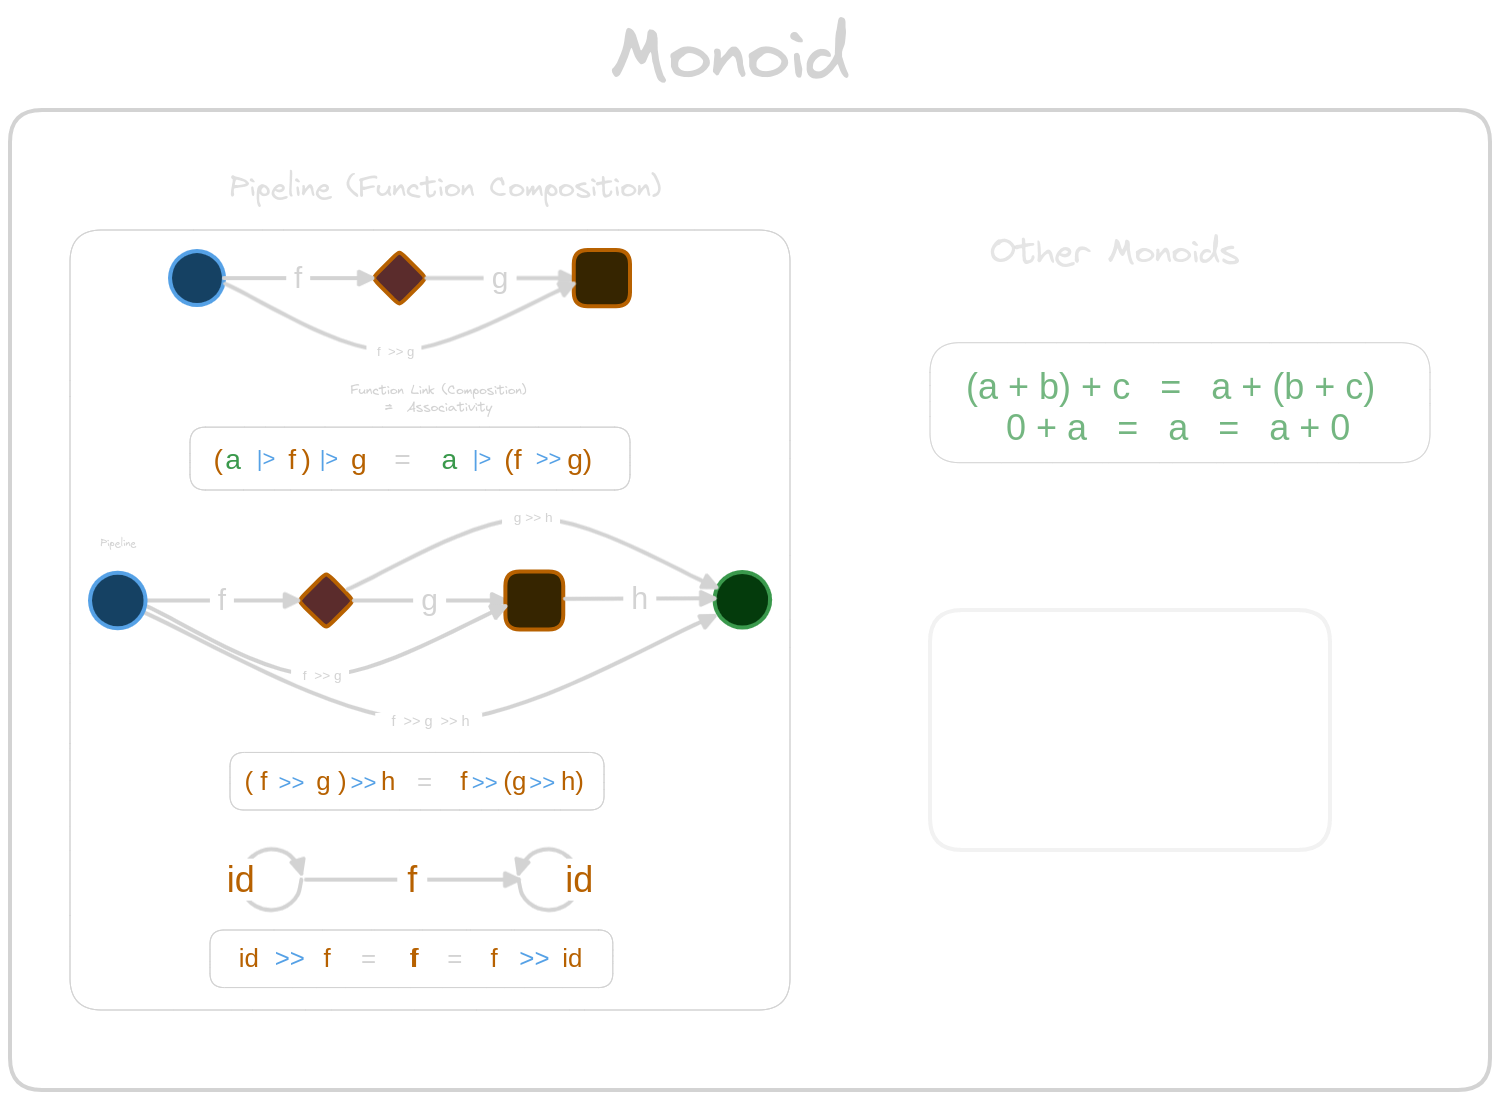 Monoid
Pipeline (Function Composition)
f g
f >> g
Function Link (Composition)
= Associativity
(a |> f) |> g = a |> (f >> g)
g >> h
Pipeline
f g h
f >> g
f >> g >> h
( f >> g ) >> h = f >> (g >> h)
id f id
id >> f = f = f >> id
Other Monoids
(a + b) + c = a + (b + c)
0 + a = a = a + 0